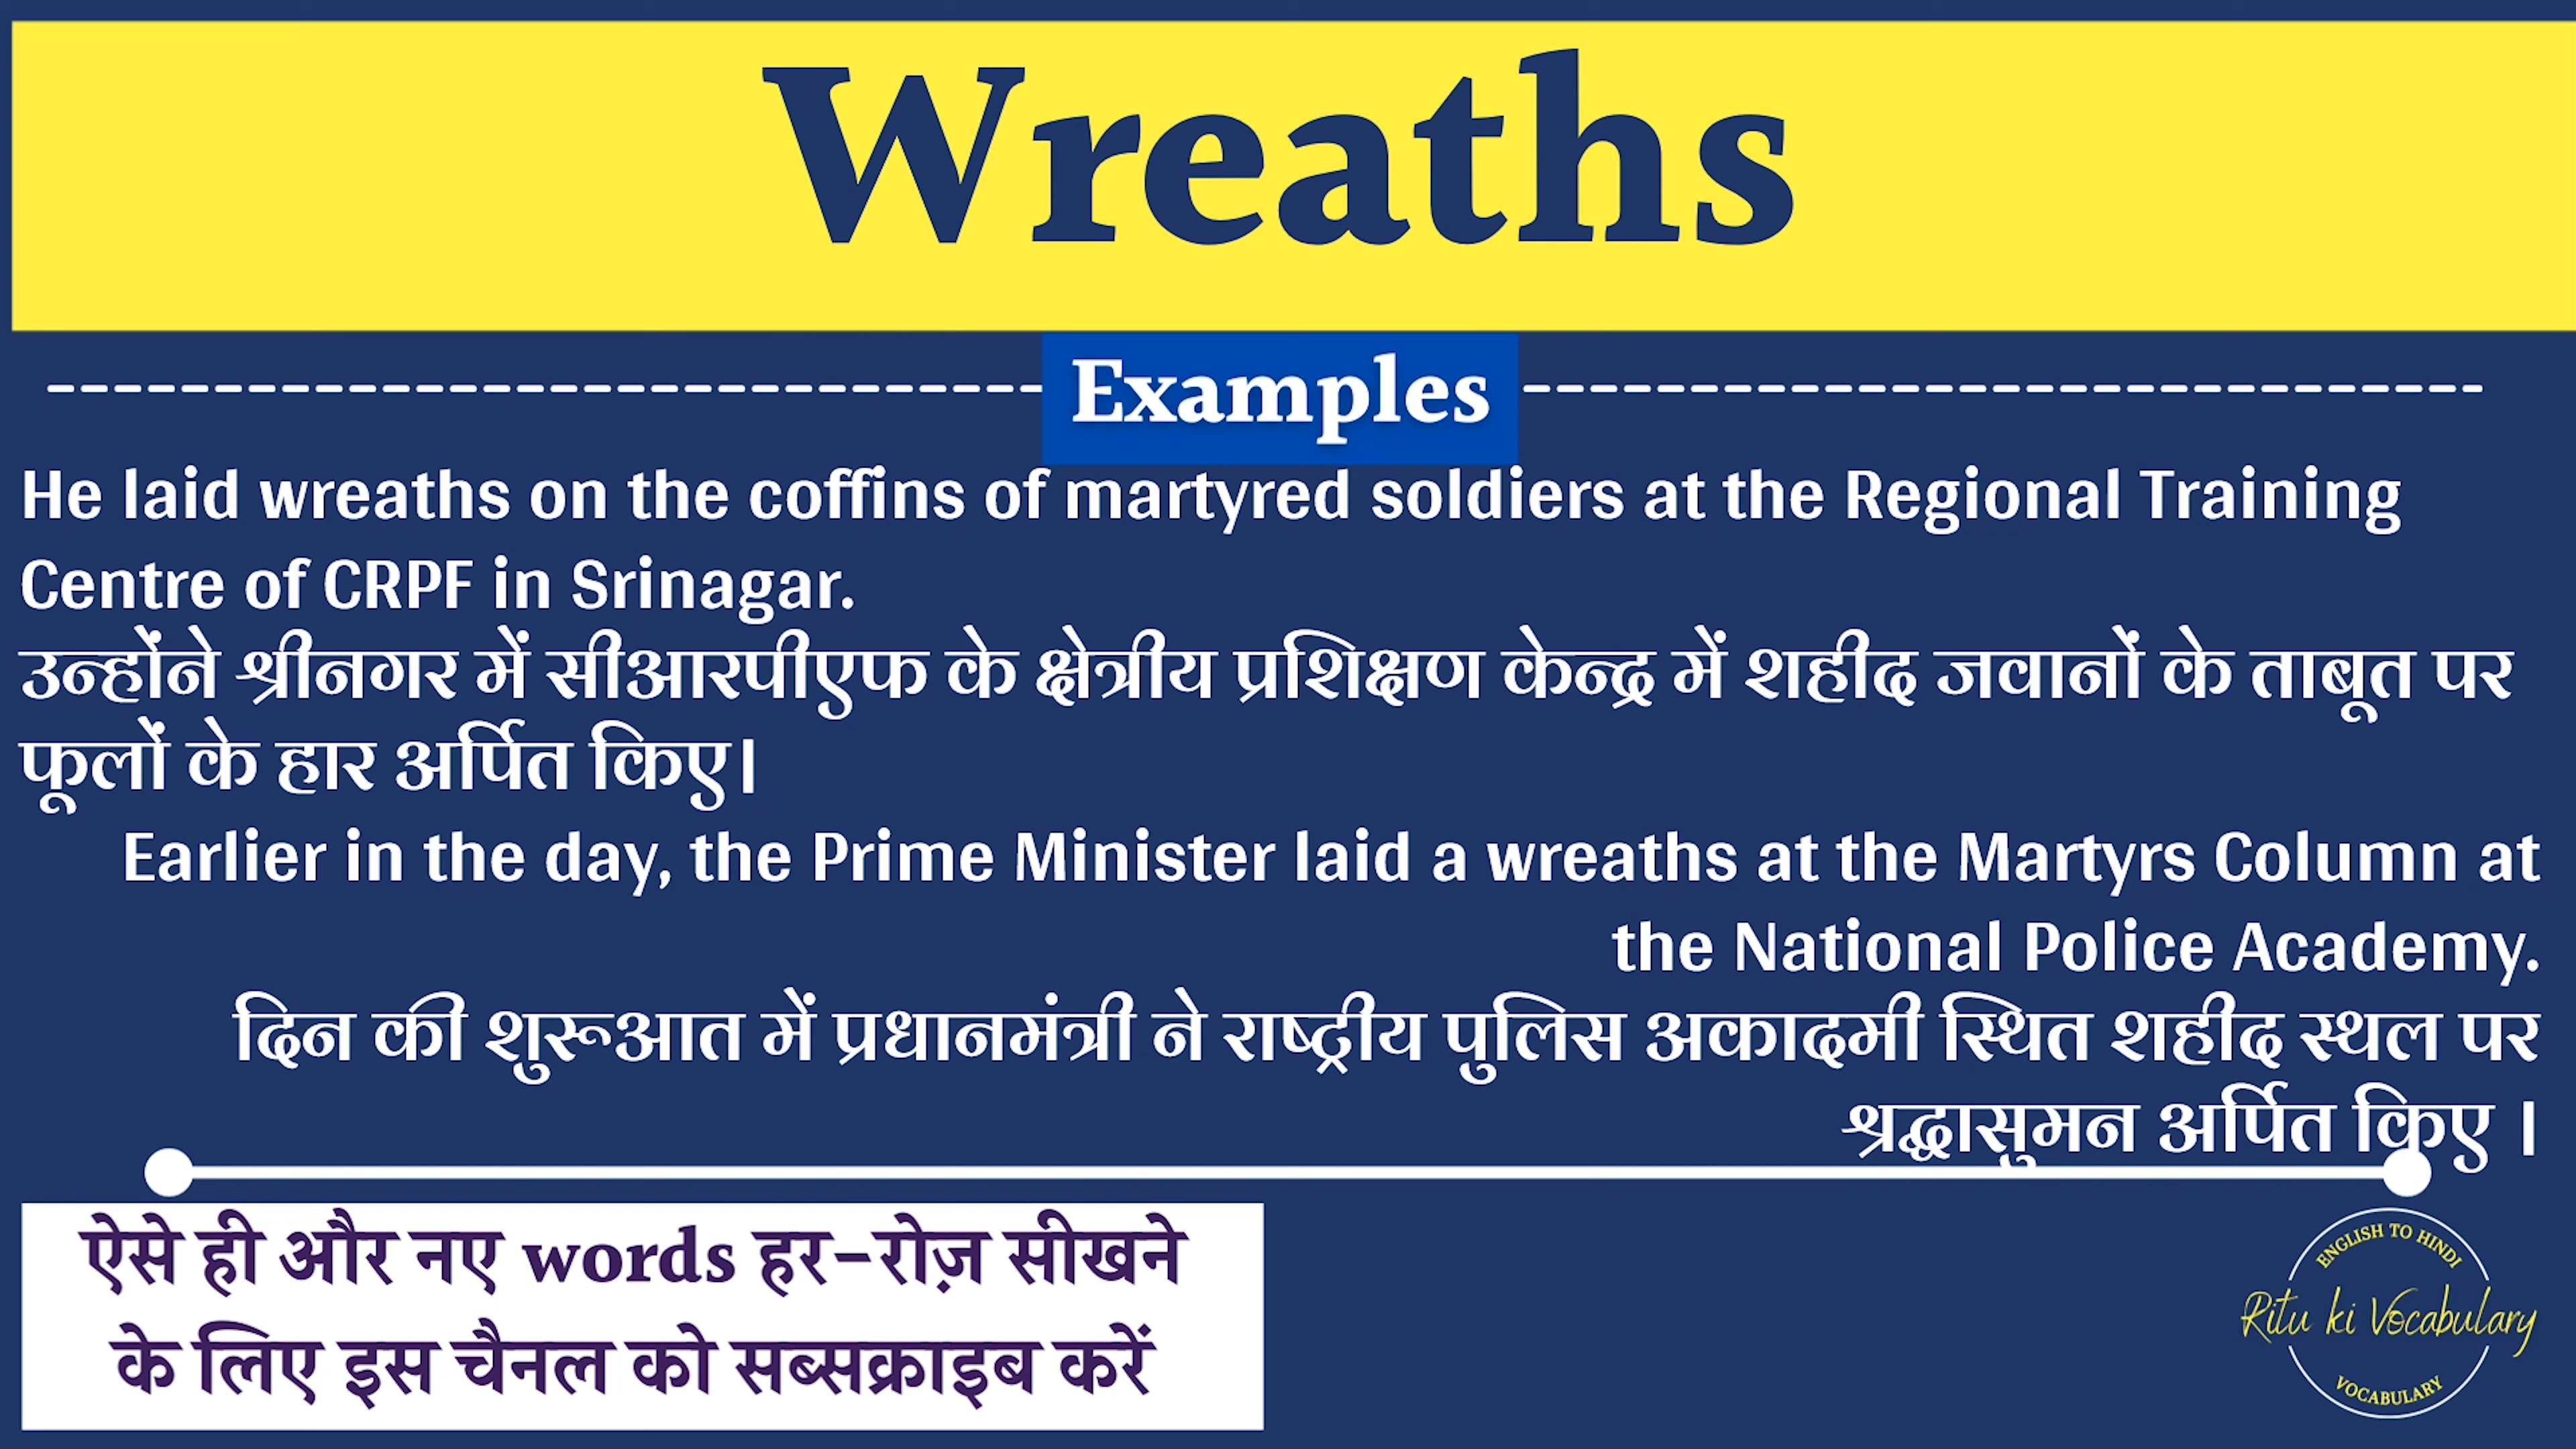 Wreaths
Examples
He laid wreaths on the coffins of martyred soldiers at the Regional Training
Centre of CRPF in Srinagar.
उन्होंने श्रीनगर में सीआरपीएफ के क्षेत्रीय प्रशिक्षण केन्द्र में शहीद जवानों के ताबूत पर
फूलों के हार अर्पित किए।
Earlier in the day, the Prime Minister laid a wreaths at the Martyrs Column at
the National Police Academy.
दिन की शुरूआत में प्रधानमंत्री ने राष्ट्रीय पुलिस अकादमी स्थित शहीद स्थल पर
श्रद्धासुमन अर्पित किए ।
ऐसे ही और नए words हर-रोज़ सीखने
के लिए इस चैनल को सब्सक्राइब करें
ENGLISH TO HINDI
Ritu ki Vocabulary
VOCABULARY